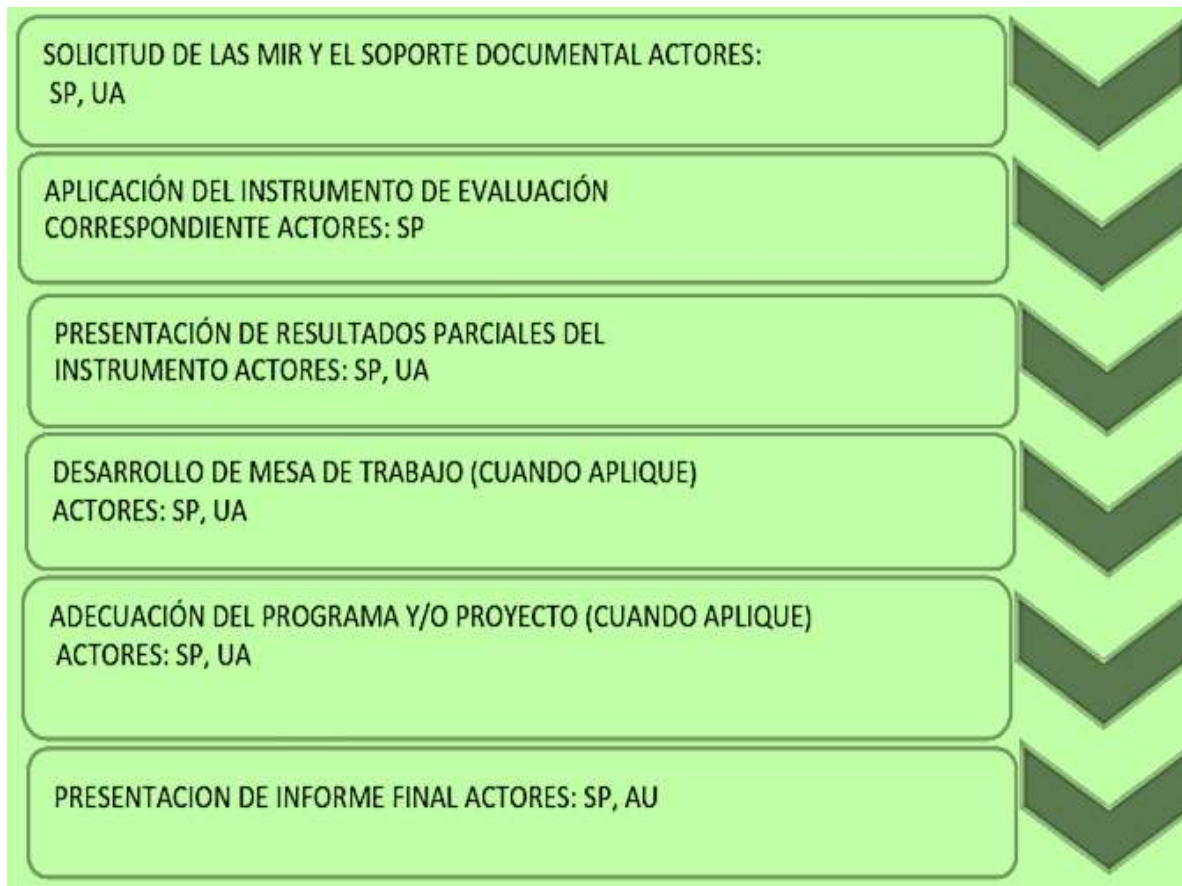 SOLICITUD DE LAS MIR Y EL SOPORTE DOCUMENTAL ACTORES:
SP, UA
APLICACIÓN DEL INSTRUMENTO DE EVALUACIÓN
CORRESPONDIENTE ACTORES: SP
PRESENTACIÓN DE RESULTADOS PARCIALES DEL
INSTRUMENTO ACTORES: SP, UA
DESARROLLO DE MESA DE TRABAJO (CUANDO APLIQUE)
ACTORES: SP, UA
ADECUACIÓN DEL PROGRAMA Y/O PROYECTO (CUANDO APLIQUE)
ACTORES: SP, UA
PRESENTACION DE INFORME FINAL ACTORES: SP, AU